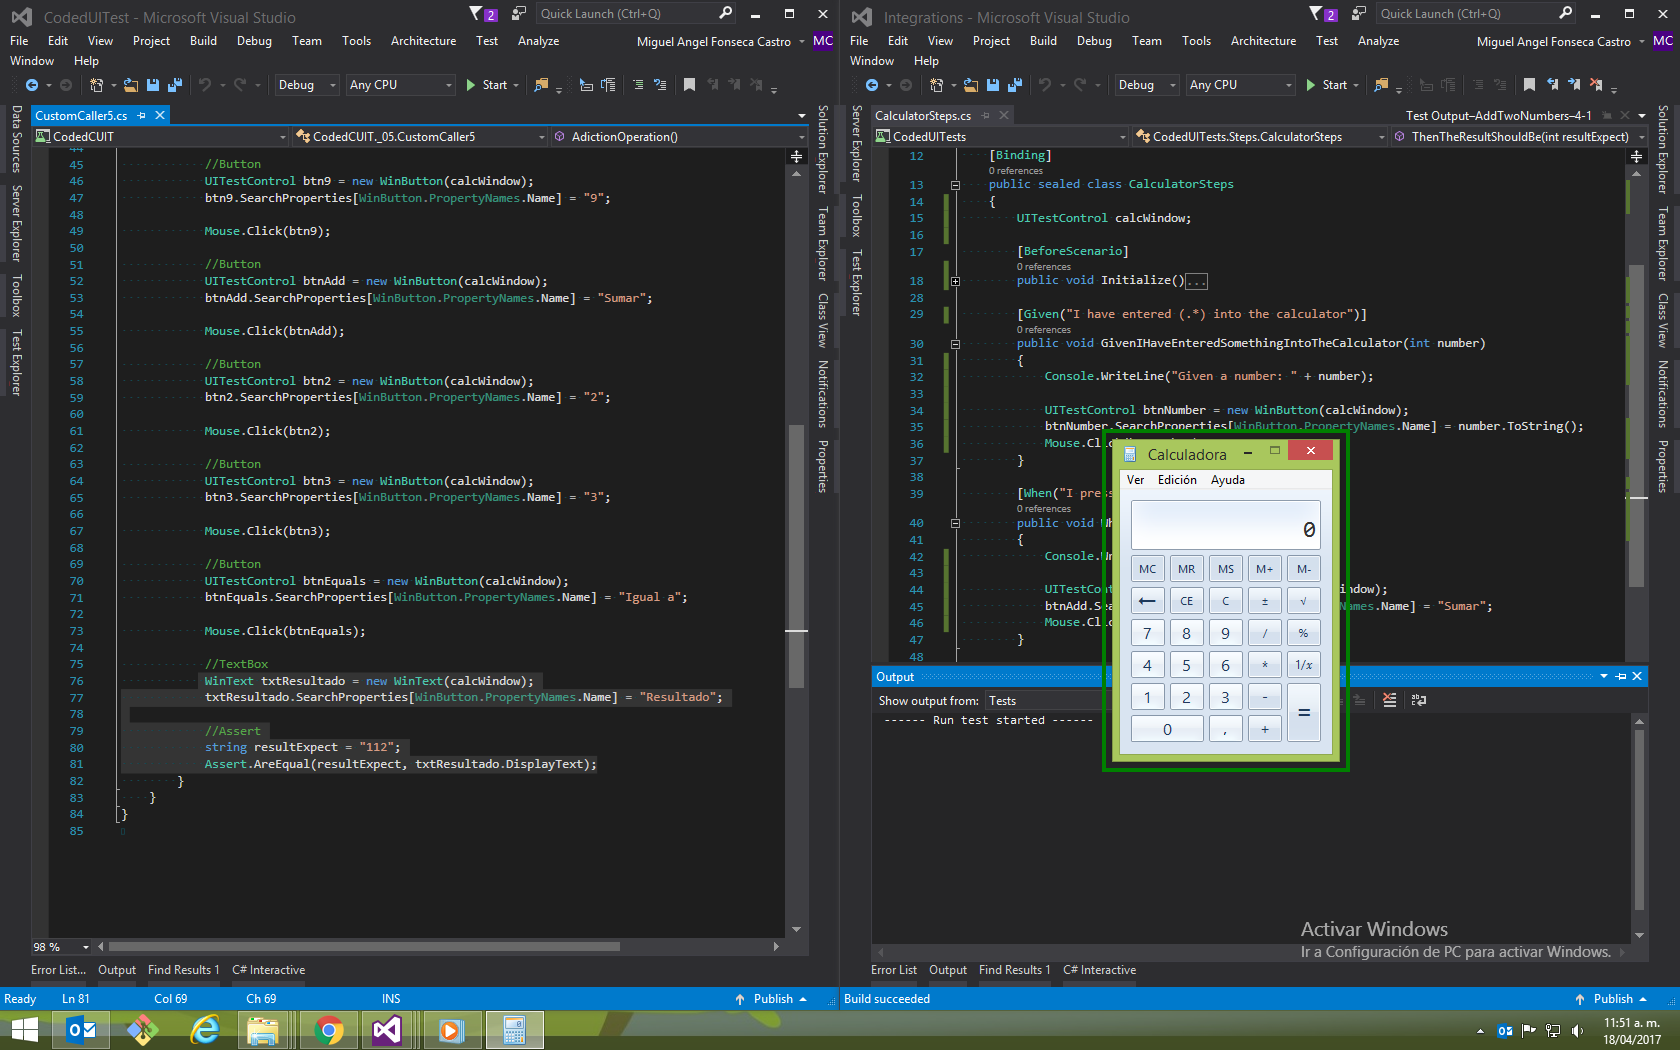 CodedUITest - Microsoft Visual Studio
2
Quick Launch (Ctrl+Q)
File Edit View Project Build Debug Team Tools Architecture Test Analyze
Miguel Angel Fonseca Castro
MC
Window Help
Debug
Any CPU
Start
Data Sources
Server Explorer
Toolbox
Test Explorer
CustomCaller5.cs
CodedCUIT
CodedCUIT._05.CustomCaller5
AdictionOperation()
44
45 //Button
46 UITestControl btn9 = new WinButton(calcWindow);
47 btn9.SearchProperties[WinButton.PropertyNames.Name] = "9";
48
49 Mouse.Click(btn9);
50
51 //Button
52 UITestControl btnAdd = new WinButton(calcWindow);
53 btnAdd.SearchProperties[WinButton.PropertyNames.Name] = "Sumar";
54
55 Mouse.Click(btnAdd);
56
57 //Button
58 UITestControl btn2 = new WinButton(calcWindow);
59 btn2.SearchProperties[WinButton.PropertyNames.Name] = "2";
60
61 Mouse.Click(btn2);
62
63 //Button
64 UITestControl btn3 = new WinButton(calcWindow);
65 btn3.SearchProperties[WinButton.PropertyNames.Name] = "3";
66
67 Mouse.Click(btn3);
68
69 //Button
70 UITestControl btnEquals = new WinButton(calcWindow);
71 btnEquals.SearchProperties[WinButton.PropertyNames.Name] = "Igual a";
72
73 Mouse.Click(btnEquals);
74
75 //TextBox
76 WinText txtResultado = new WinText(calcWindow);
77 txtResultado.SearchProperties[WinButton.PropertyNames.Name] = "Resultado";
78
79 //Assert
80 string resultExpect = "112";
81 Assert.AreEqual(resultExpect, txtResultado.DisplayText);
82 }
83 }
84 }
85
98 %
Solution Explorer
Team Explorer
Class View
Notifications
Properties
Error List...
Output
Find Results 1
C# Interactive
Ready
Ln 81
Col 69
Ch 69
INS
Publish
Integrations - Microsoft Visual Studio
2
Quick Launch (Ctrl+Q)
File Edit View Project Build Debug Team Tools Architecture Test Analyze
Miguel Angel Fonseca Castro
MC
Window Help
Debug
Any CPU
Start
Server Explorer
Toolbox
Test Explorer
CalculatorSteps.cs
Test Output–AddTwoNumbers–4-1
CodedUITests
CodedUITests.Steps.CalculatorSteps
ThenTheResultShouldBe(int resultExpect)
12 [Binding]
0 references
13 public sealed class CalculatorSteps
14 {
15 UITestControl calcWindow;
16
17 [BeforeScenario]
0 references
18 public void Initialize()...
28
29 [Given("I have entered (.*) into the calculator")]
0 references
30 public void GivenIHaveEnteredSomethingIntoTheCalculator(int number)
31 {
32 Console.WriteLine("Given a number: " + number);
33
34 UITestControl btnNumber = new WinButton(calcWindow);
35 btnNumber.SearchProperties[WinButton.PropertyNames.Name] = number.ToString();
36 Mouse.Cl
37 }
38
39 [When("I pres
0 references
40 public void
41 {
42 Console.
43
44 UITestCont indow);
45 btnAdd.Sea Names.Name] = "Sumar";
46 Mouse.Cli
47 }
48
Calculadora
Ver Edición Ayuda
0
MC MR MS M+ M-
← CE C ± √
7 8 9 / %
4 5 6 * 1/x
1 2 3 - =
0 , +
Output
Show output from: Tests
------ Run test started ------
Solution Explorer
Team Explorer
Class View
Notifications
Properties
Activar Windows
Ir a Configuración de PC para activar Windows.
Error List
Output
Find Results 1
C# Interactive
Build succeeded
Publish
11:51 a. m.
18/04/2017